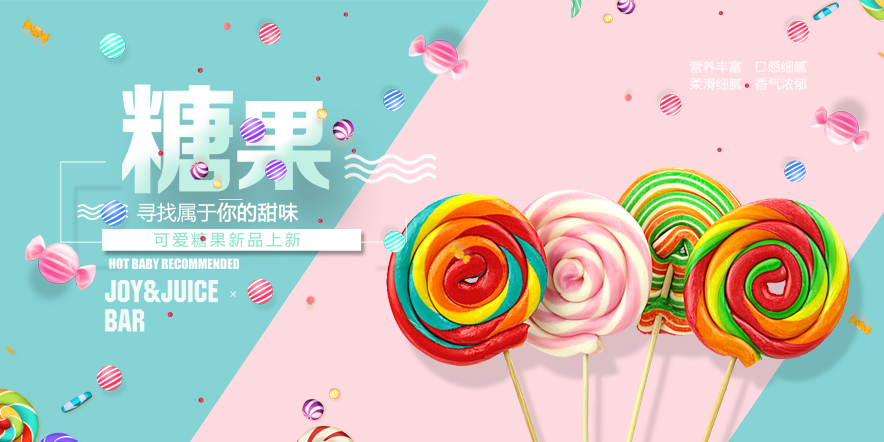 糖果
寻找属于你的甜味
可爱糖果新品上新
HOT BABY RECOMMENDED
JOY&JUICE
BAR
营养丰富 口感细腻
柔滑细腻 香气浓郁